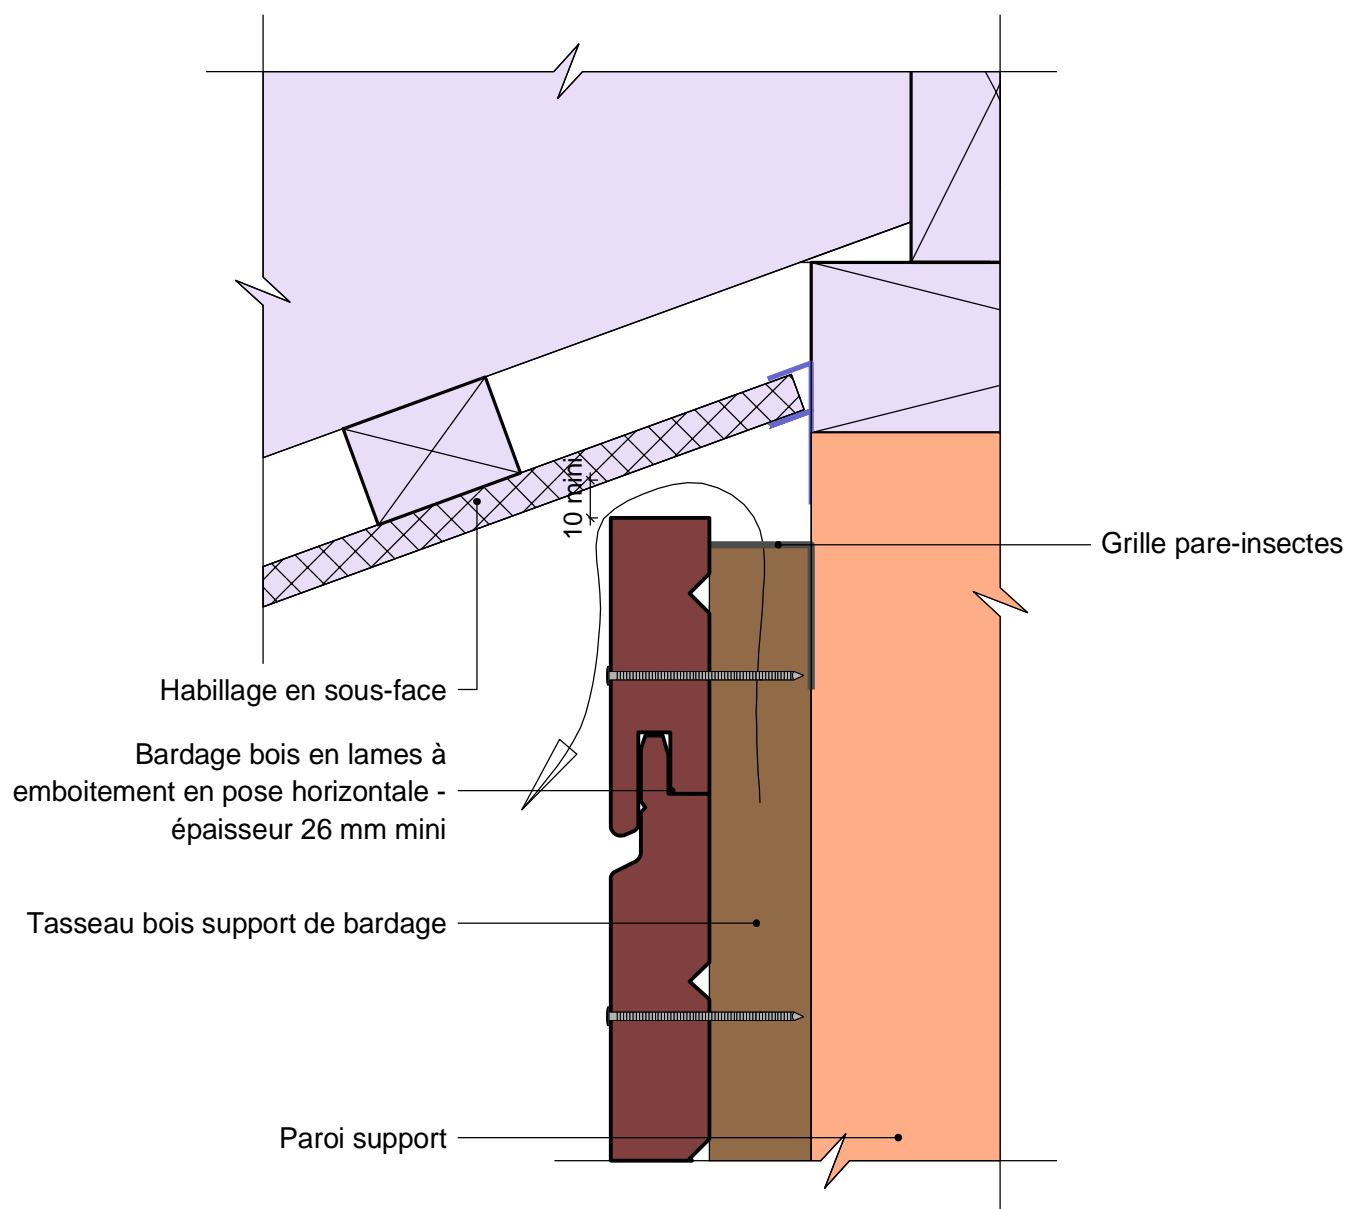 10 mini
Grille pare-insectes
Habillage en sous-face
Bardage bois en lames à
emboitement en pose horizontale -
épaisseur 26 mm mini
Tasseau bois support de bardage
Paroi support